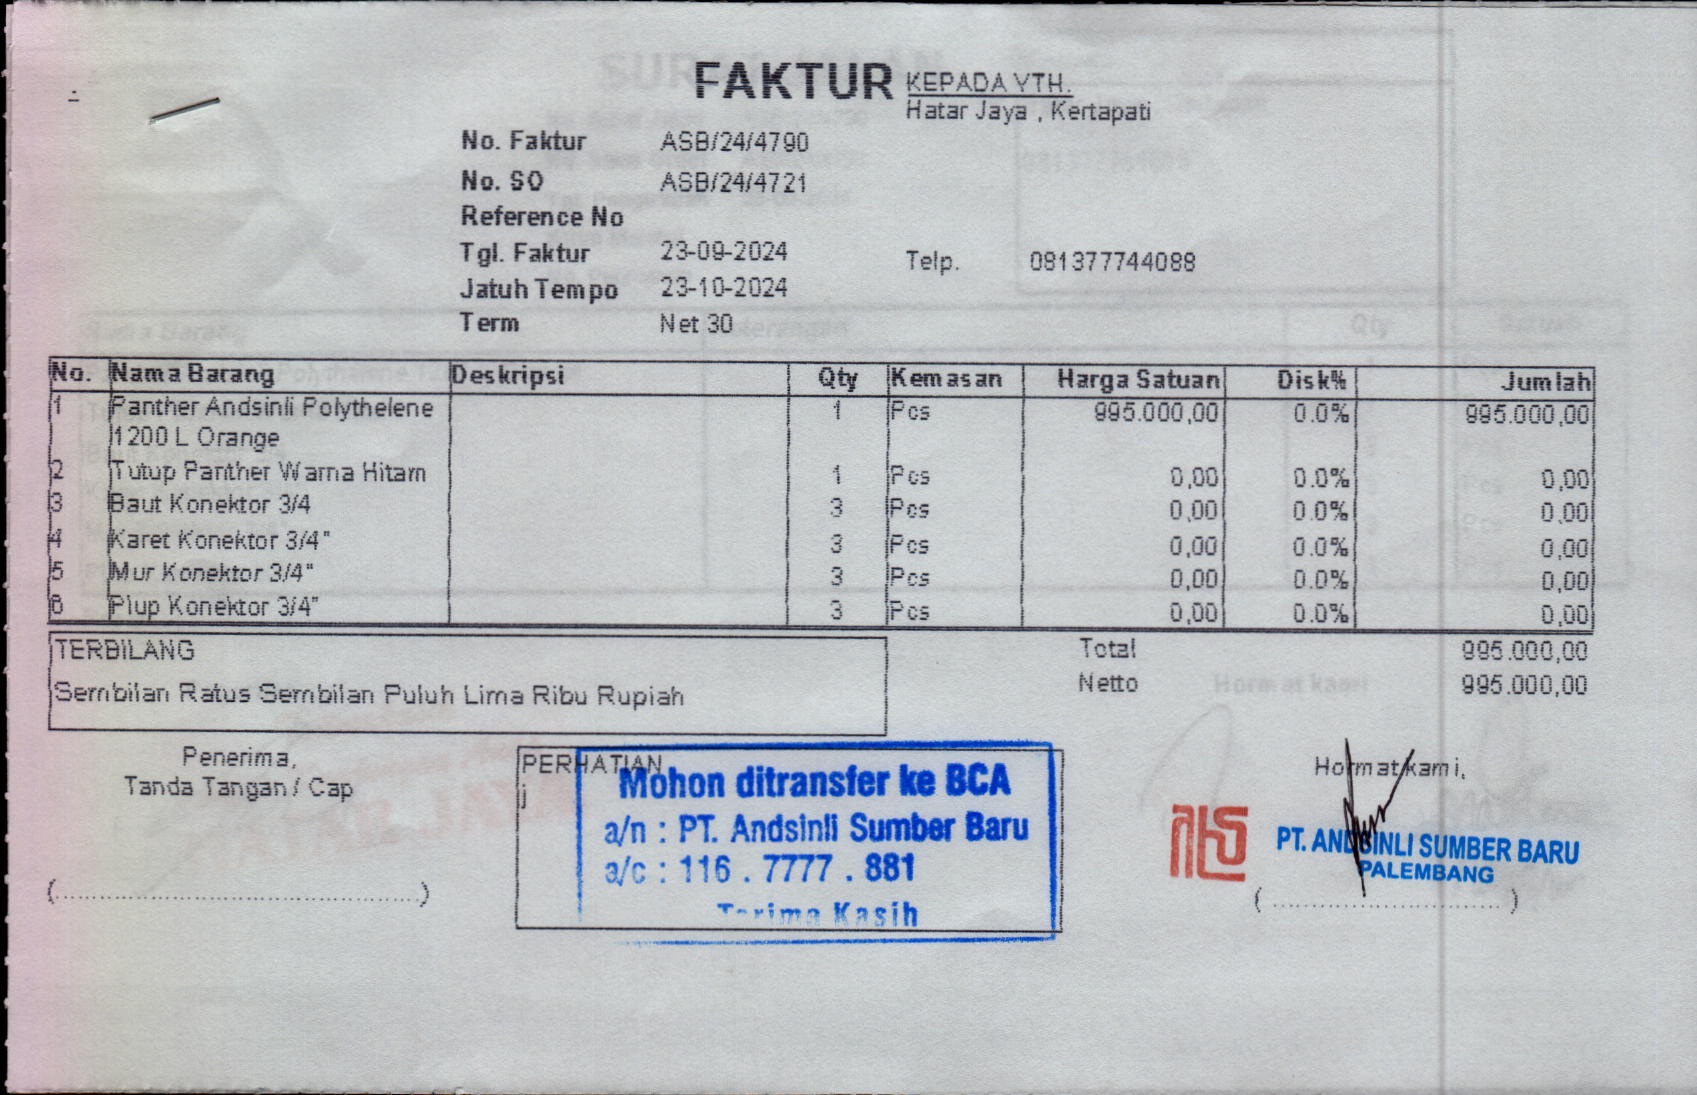 FAKTUR
KEPADA YTH.
Hatar Jaya , Kertapati
No. Faktur ASB/24/4790
No. SO ASB/24/4721
Reference No
Tgl. Faktur 23-09-2024
Telp. 081377744088
Jatuh Tempo 23-10-2024
Term Net 30
No. Nama Barang Deskripsi Qty Kemasan Harga Satuan Disk% Jumlah
1 Panther Andsinli Polythelene 1 Pcs 995.000,00 0.0% 995.000,00
1200 L Orange
2 Tutup Panther Warna Hitam 1 Pcs 0,00 0.0% 0,00
3 Baut Konektor 3/4 3 Pcs 0,00 0.0% 0,00
4 Karet Konektor 3/4" 3 Pcs 0,00 0.0% 0,00
5 Mur Konektor 3/4" 3 Pcs 0,00 0.0% 0,00
6 Plup Konektor 3/4" 3 Pcs 0,00 0.0% 0,00
TERBILANG
Sembilan Ratus Sembilan Puluh Lima Ribu Rupiah
Total 995.000,00
Netto 995.000,00
Penerima,
Tanda Tangan / Cap
(........................................)
PERHATIAN
j
Mohon ditransfer ke BCA
a/n : PT. Andsinli Sumber Baru
a/c : 116 . 7777 . 881
Terima Kasih
Hormat kami,
PT. ANDSINLI SUMBER BARU
PALEMBANG
(........................................)